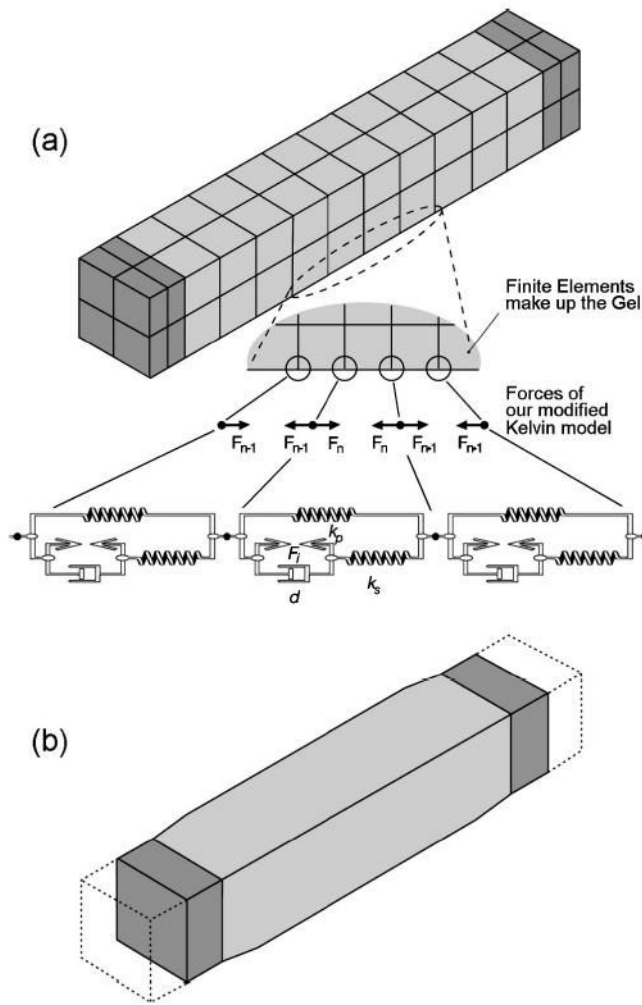 (a)
Finite Elements
make up the Gel
Forces of
our modified
Kelvin model
Fn-1 Fn-1 Fn Fn Fn+1 Fn+1
kp
Fi
d ks
(b)